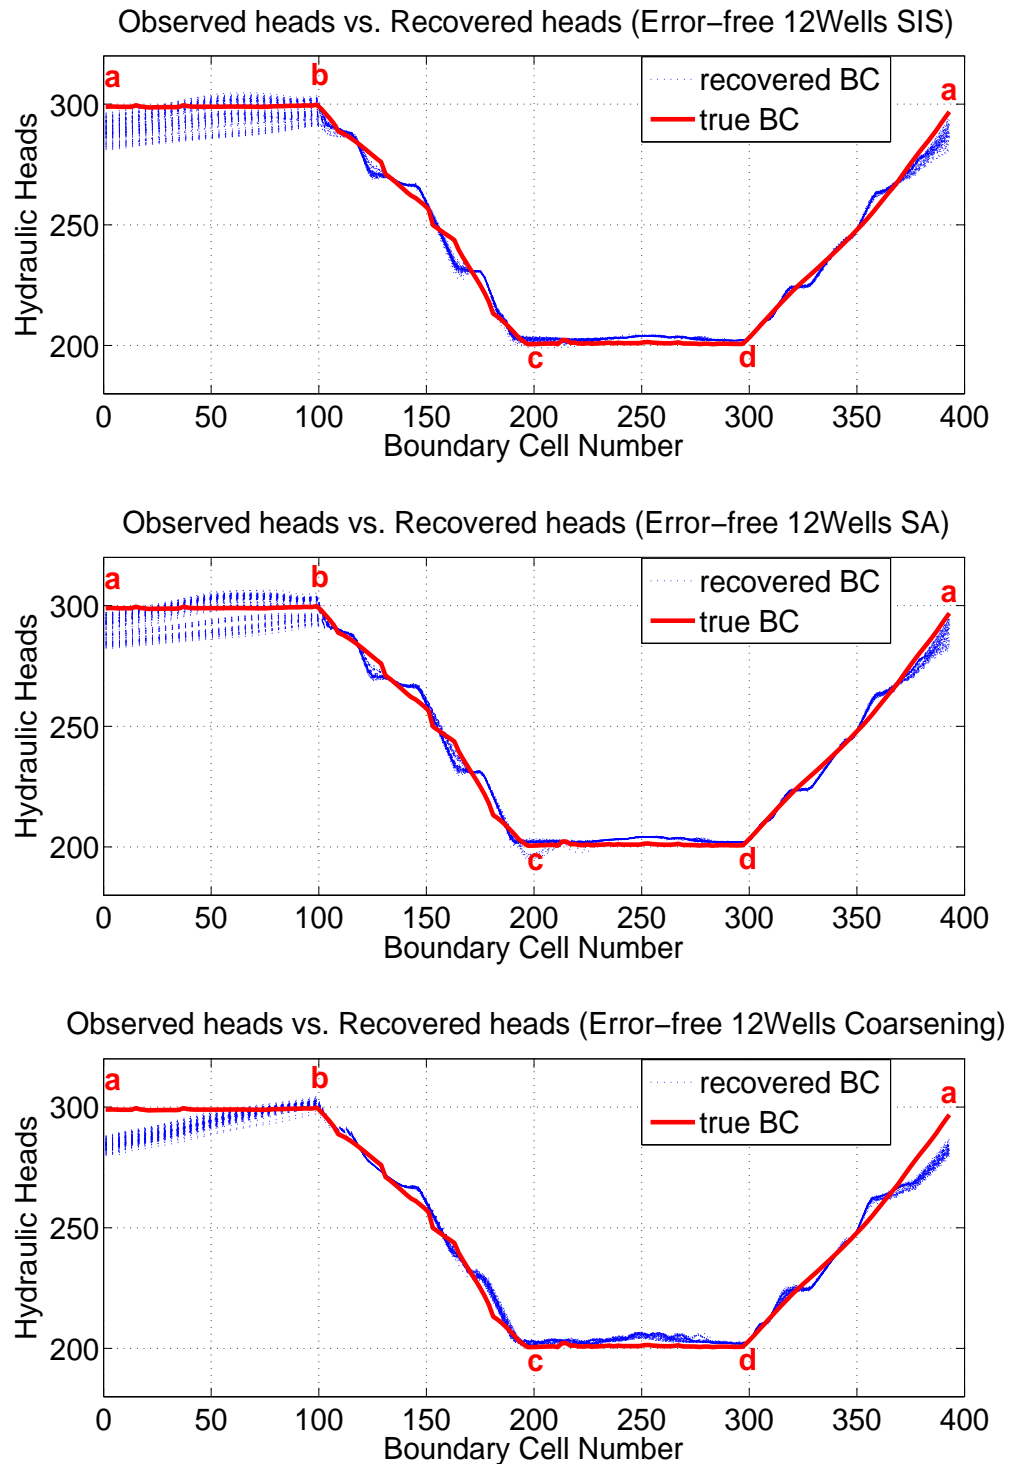 Observed heads vs. Recovered heads (Error−free 12Wells SIS)
a
b
a
recovered BC
true BC
300
250
200
Hydraulic Heads
c
d
0 50 100 150 200 250 300 350 400
Boundary Cell Number
Observed heads vs. Recovered heads (Error−free 12Wells SA)
a
b
a
recovered BC
true BC
300
250
200
Hydraulic Heads
c
d
0 50 100 150 200 250 300 350 400
Boundary Cell Number
Observed heads vs. Recovered heads (Error−free 12Wells Coarsening)
a
b
a
recovered BC
true BC
300
250
200
Hydraulic Heads
c
d
0 50 100 150 200 250 300 350 400
Boundary Cell Number